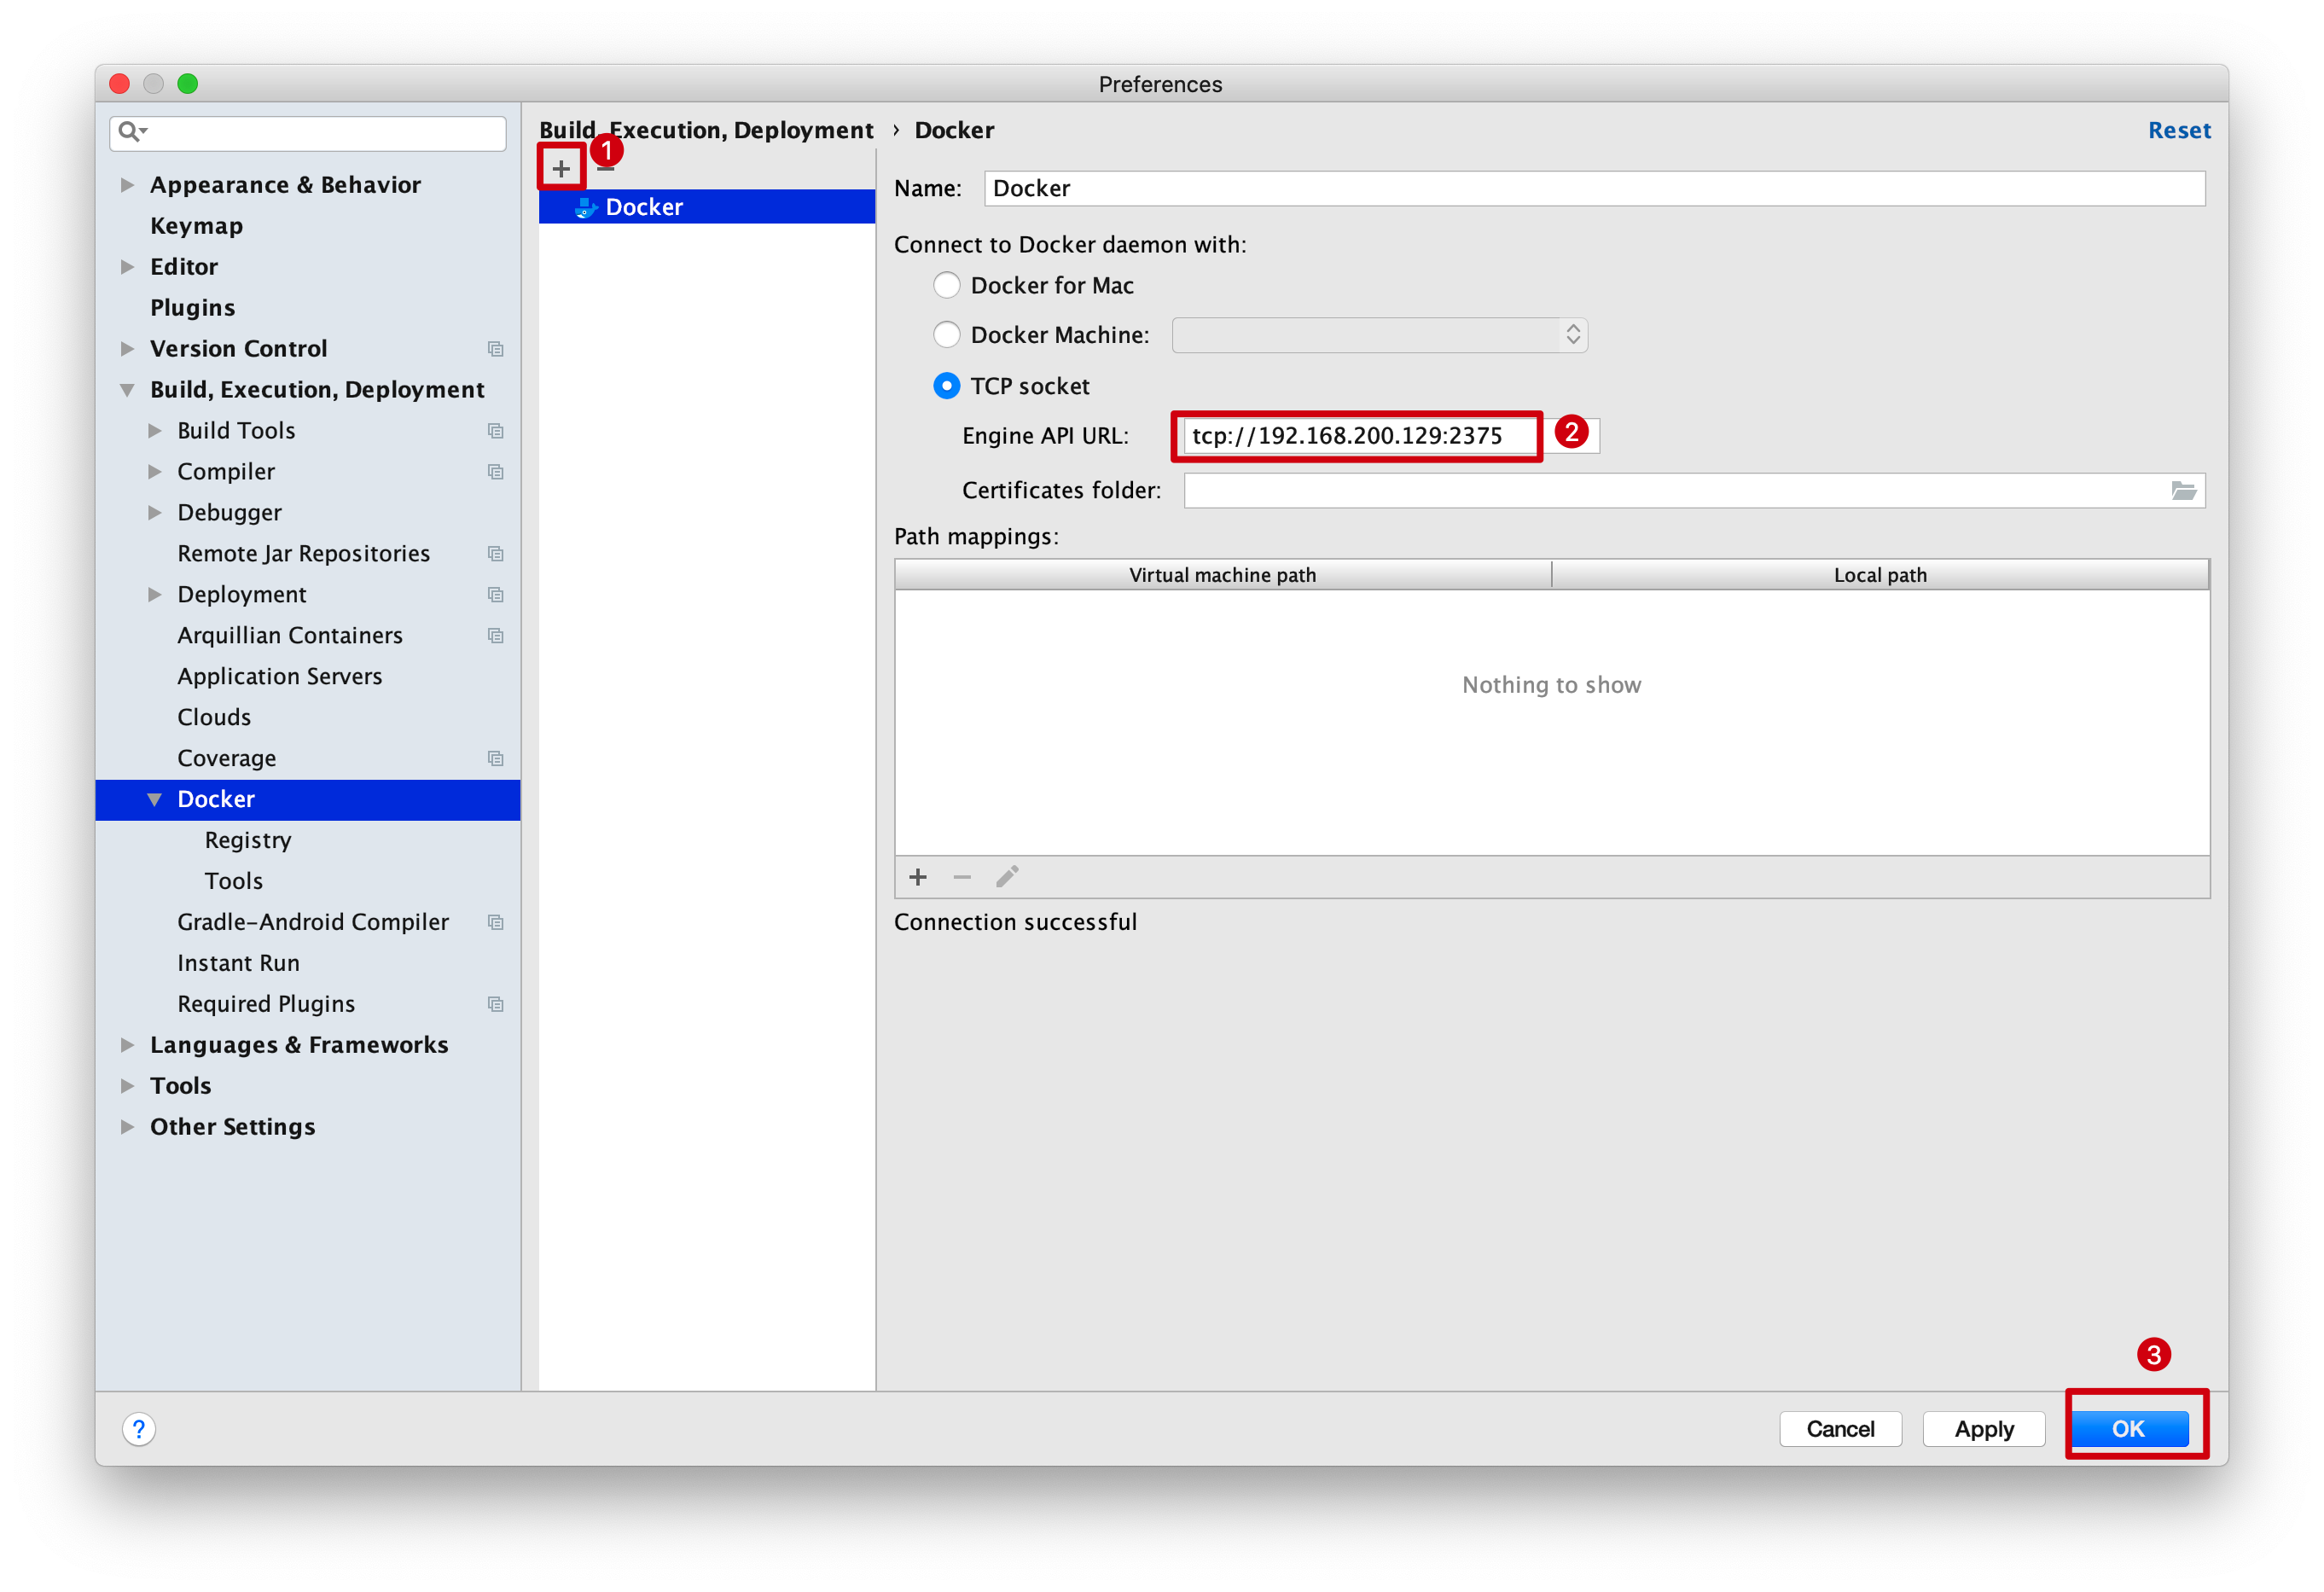 Preferences
Appearance & Behavior
Keymap
Editor
Plugins
Version Control
Build, Execution, Deployment
Build Tools
Compiler
Debugger
Remote Jar Repositories
Deployment
Arquillian Containers
Application Servers
Clouds
Coverage
Docker
Registry
Tools
Gradle-Android Compiler
Instant Run
Required Plugins
Languages & Frameworks
Tools
Other Settings
Build, Execution, Deployment › Docker
Reset
1
Docker
Name: Docker
Connect to Docker daemon with:
Docker for Mac
Docker Machine:
TCP socket
Engine API URL: tcp://192.168.200.129:2375 2
Certificates folder:
Path mappings:
Virtual machine path Local path
Nothing to show
Connection successful
3
? Cancel Apply OK